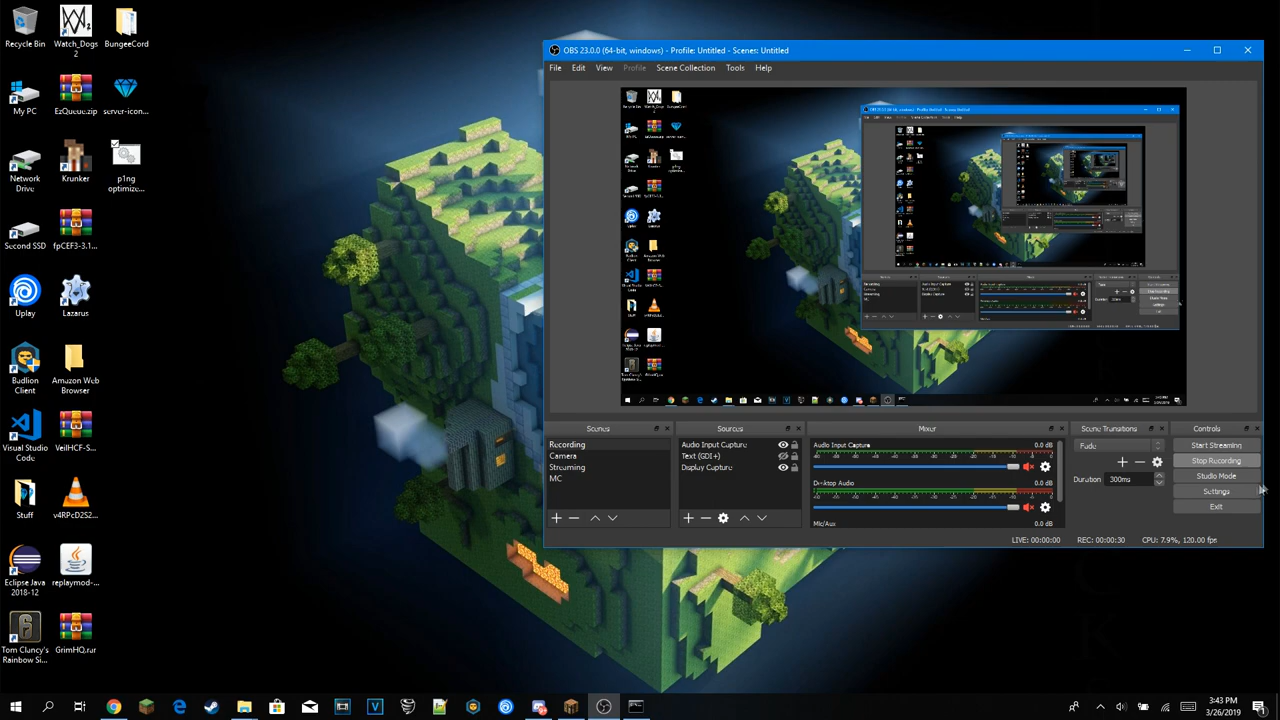 Recycle Bin
Watch_Dogs 2
BungeeCord
My PC
EzQueue.zip
server-icon...
Network Drive
Krunker
p1ng optimize...
Second SSD
fpCEF3-3.1...
Uplay
Lazarus
Badlion Client
Amazon Web Browser
Visual Studio Code
VeilHCF-S...
Stuff
v4RPcD2S2...
Eclipse Java 2018-12
replaymod-...
Tom Clancy's Rainbow Si...
GrimHQ.rar
OBS 23.0.0 (64-bit, windows) - Profile: Untitled - Scenes: Untitled
File Edit View Profile Scene Collection Tools Help
Scenes
Recording
Camera
Streaming
MC
Sources
Audio Input Capture
Text (GDI+)
Display Capture
Mixer
Audio Input Capture 0.0 dB
Desktop Audio 0.0 dB
Mic/Aux 0.0 dB
Scene Transitions
Fade
Duration 300ms
Controls
Start Streaming
Stop Recording
Studio Mode
Settings
Exit
LIVE: 00:00:00 REC: 00:00:30 CPU: 7.9%, 120.00 fps
3:43 PM
3/26/2019